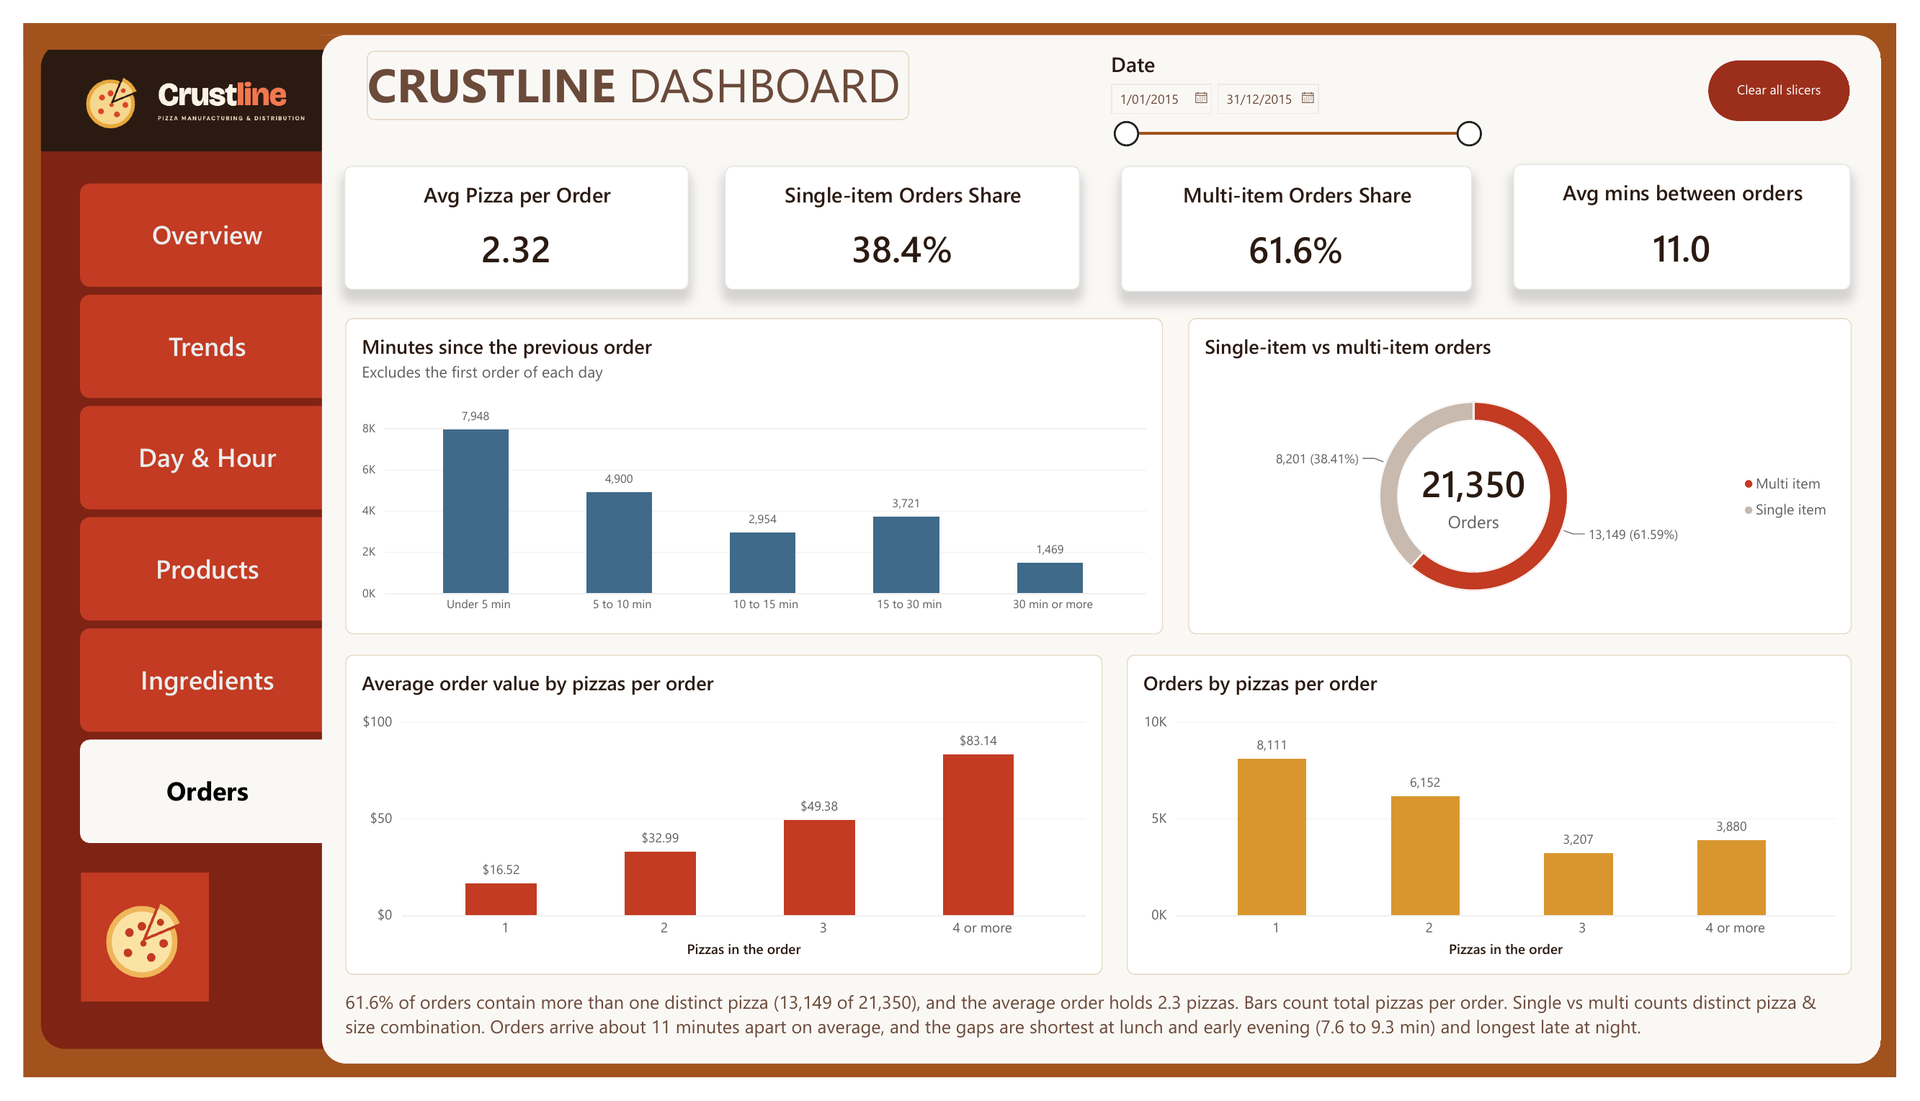 Crustline
PIZZA MANUFACTURING & DISTRIBUTION
Overview
Trends
Day & Hour
Products
Ingredients
Orders
CRUSTLINE DASHBOARD
Date
1/01/2015
31/12/2015
Clear all slicers
Avg Pizza per Order
2.32
Single-item Orders Share
38.4%
Multi-item Orders Share
61.6%
Avg mins between orders
11.0
Minutes since the previous order
Excludes the first order of each day
8K
6K
4K
2K
0K
7,948
4,900
2,954
3,721
1,469
Under 5 min
5 to 10 min
10 to 15 min
15 to 30 min
30 min or more
Single-item vs multi-item orders
8,201 (38.41%)
21,350
Orders
13,149 (61.59%)
Multi item
Single item
Average order value by pizzas per order
$100
$50
$0
$16.52
$32.99
$49.38
$83.14
1
2
3
4 or more
Pizzas in the order
Orders by pizzas per order
10K
5K
0K
8,111
6,152
3,207
3,880
1
2
3
4 or more
Pizzas in the order
61.6% of orders contain more than one distinct pizza (13,149 of 21,350), and the average order holds 2.3 pizzas. Bars count total pizzas per order. Single vs multi counts distinct pizza &
size combination. Orders arrive about 11 minutes apart on average, and the gaps are shortest at lunch and early evening (7.6 to 9.3 min) and longest late at night.